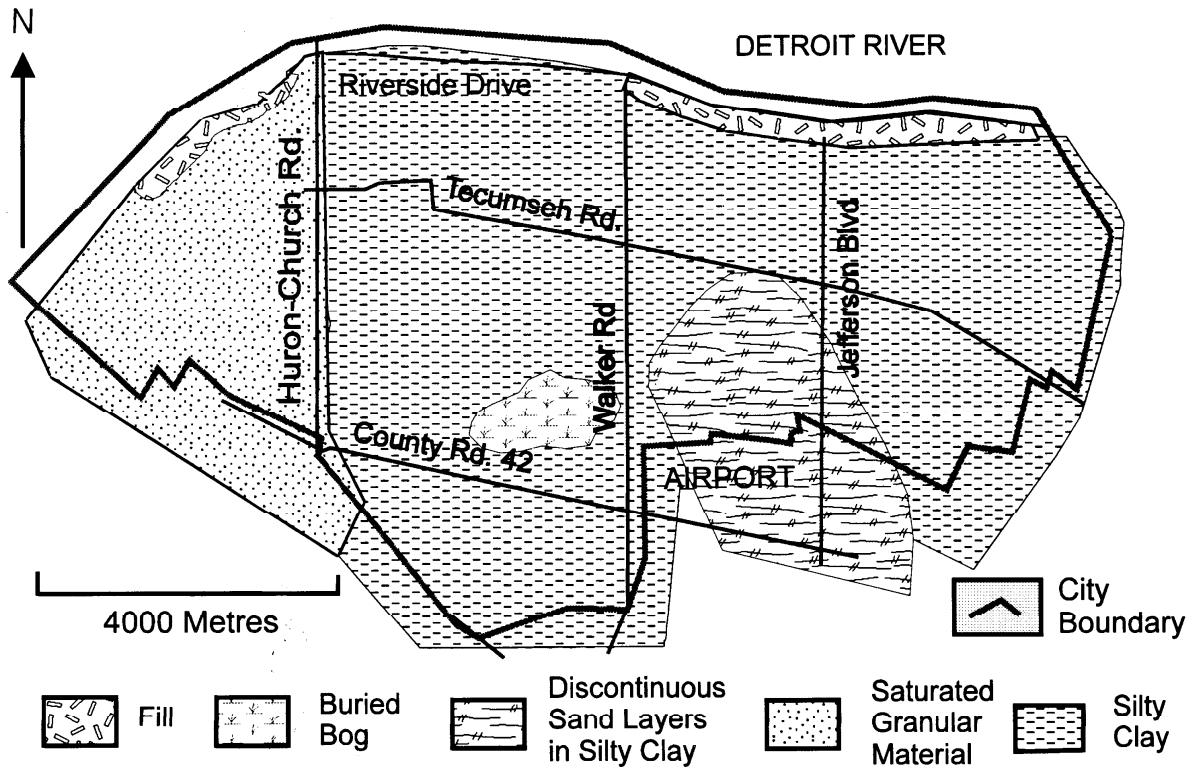 N
DETROIT RIVER
Riverside Drive
Huron-Church Rd.
Tecumseh Rd.
Jefferson Blvd
Walker Rd
County Rd. 42
AIRPORT
4000 Metres
City
Boundary
Fill
Buried
Bog
Discontinuous
Sand Layers
in Silty Clay
Saturated
Granular
Material
Silty
Clay